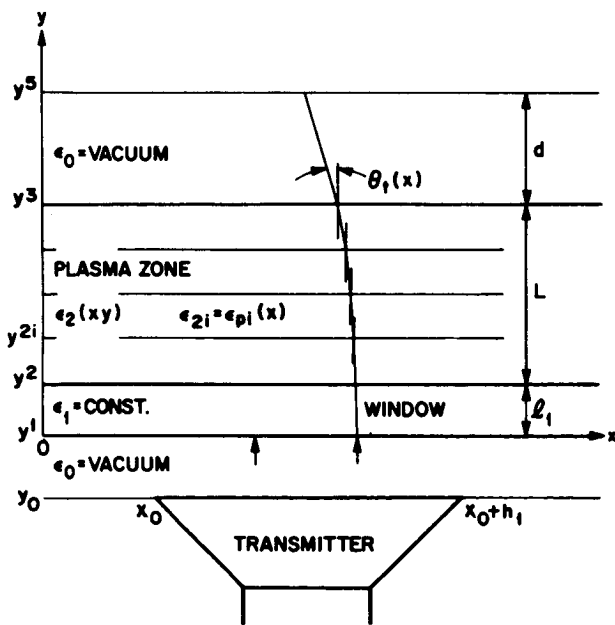 y
y⁵
ε₀ = VACUUM
θₜ(x)
d
y³
PLASMA ZONE
ε₂(xy) ε₂ᵢ = εₚᵢ(x)
L
y²ⁱ
y²
ε₁ = CONST. WINDOW
ℓ₁
y¹
0
x
ε₀ = VACUUM
y₀
x₀
x₀+h₁
TRANSMITTER